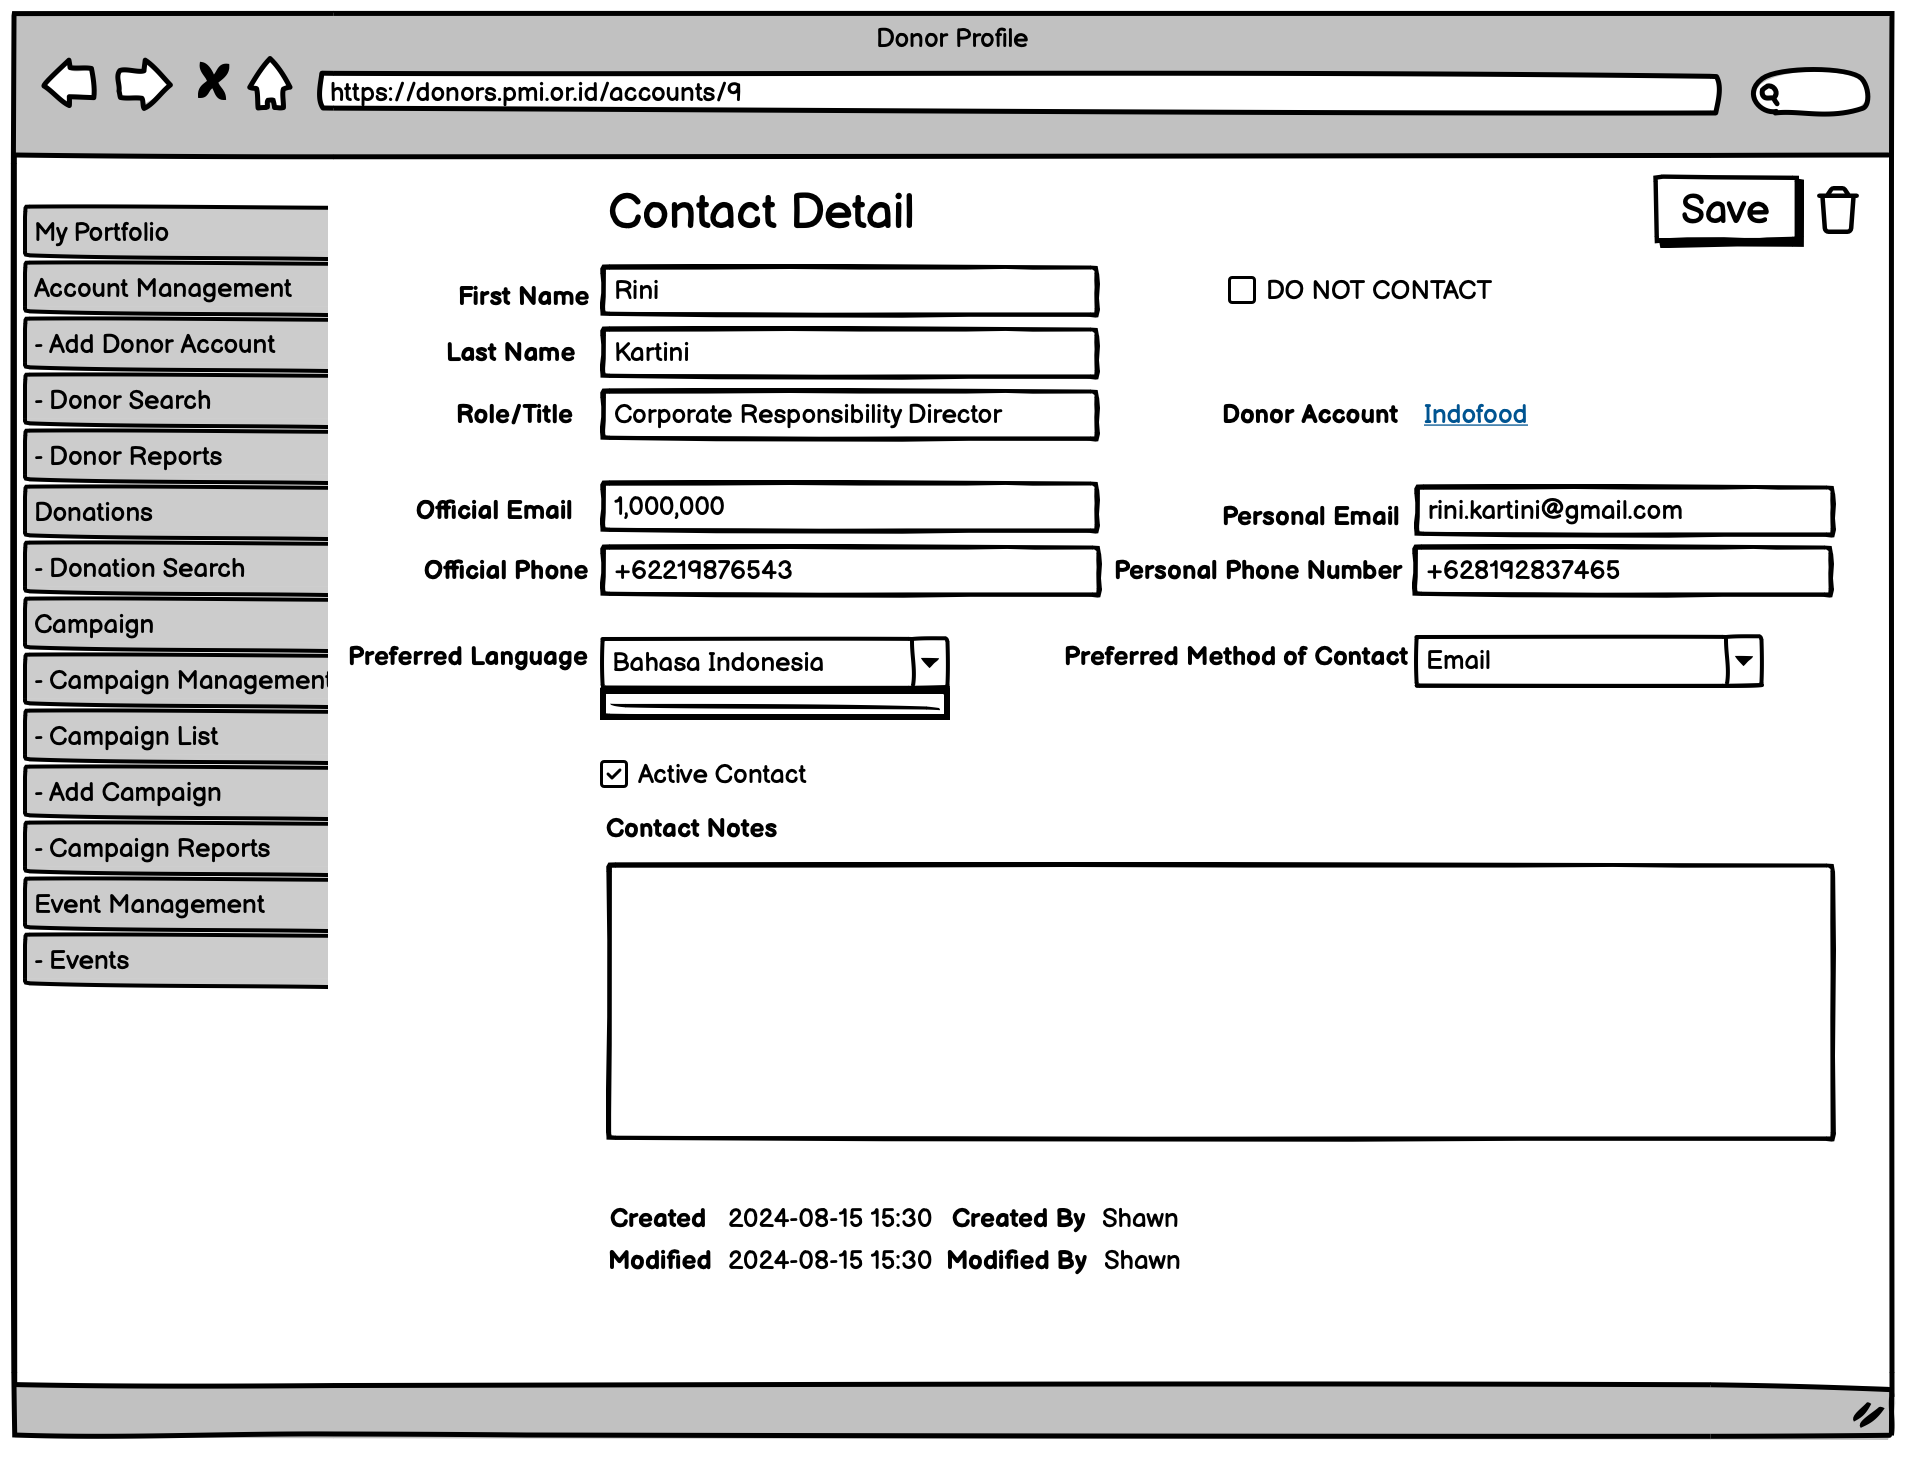 Donor Profile
https://donors.pmi.or.id/accounts/9
My Portfolio
Account Management
- Add Donor Account
- Donor Search
- Donor Reports
Donations
- Donation Search
Campaign
- Campaign Management
- Campaign List
- Add Campaign
- Campaign Reports
Event Management
- Events
Contact Detail
Save
First Name Rini
DO NOT CONTACT
Last Name Kartini
Role/Title Corporate Responsibility Director
Donor Account Indofood
Official Email 1,000,000
Personal Email rini.kartini@gmail.com
Official Phone +62219876543
Personal Phone Number +628192837465
Preferred Language Bahasa Indonesia
Preferred Method of Contact Email
Active Contact
Contact Notes
Created 2024-08-15 15:30 Created By Shawn
Modified 2024-08-15 15:30 Modified By Shawn